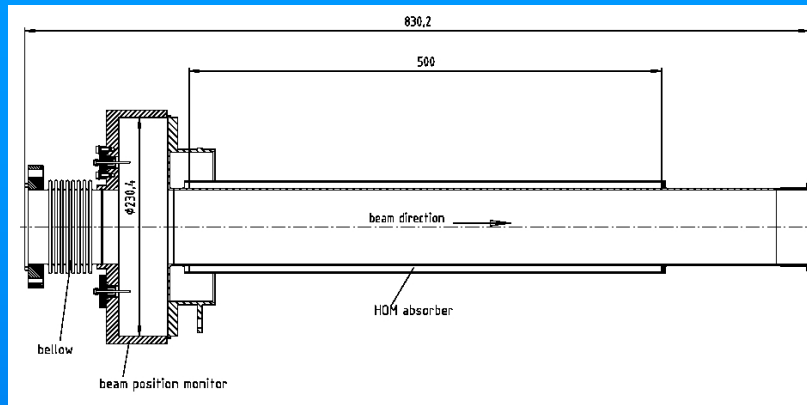 830,2
500
ϕ230,4
beam direction
HOM absorber
bellow
beam position monitor